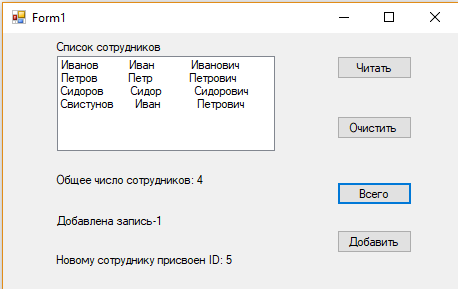 Form1
Список сотрудников
Иванов Иван Иванович
Петров Петр Петрович
Сидоров Сидор Сидорович
Свистунов Иван Петрович
Читать
Очистить
Общее число сотрудников: 4
Всего
Добавлена запись-1
Добавить
Новому сотруднику присвоен ID: 5